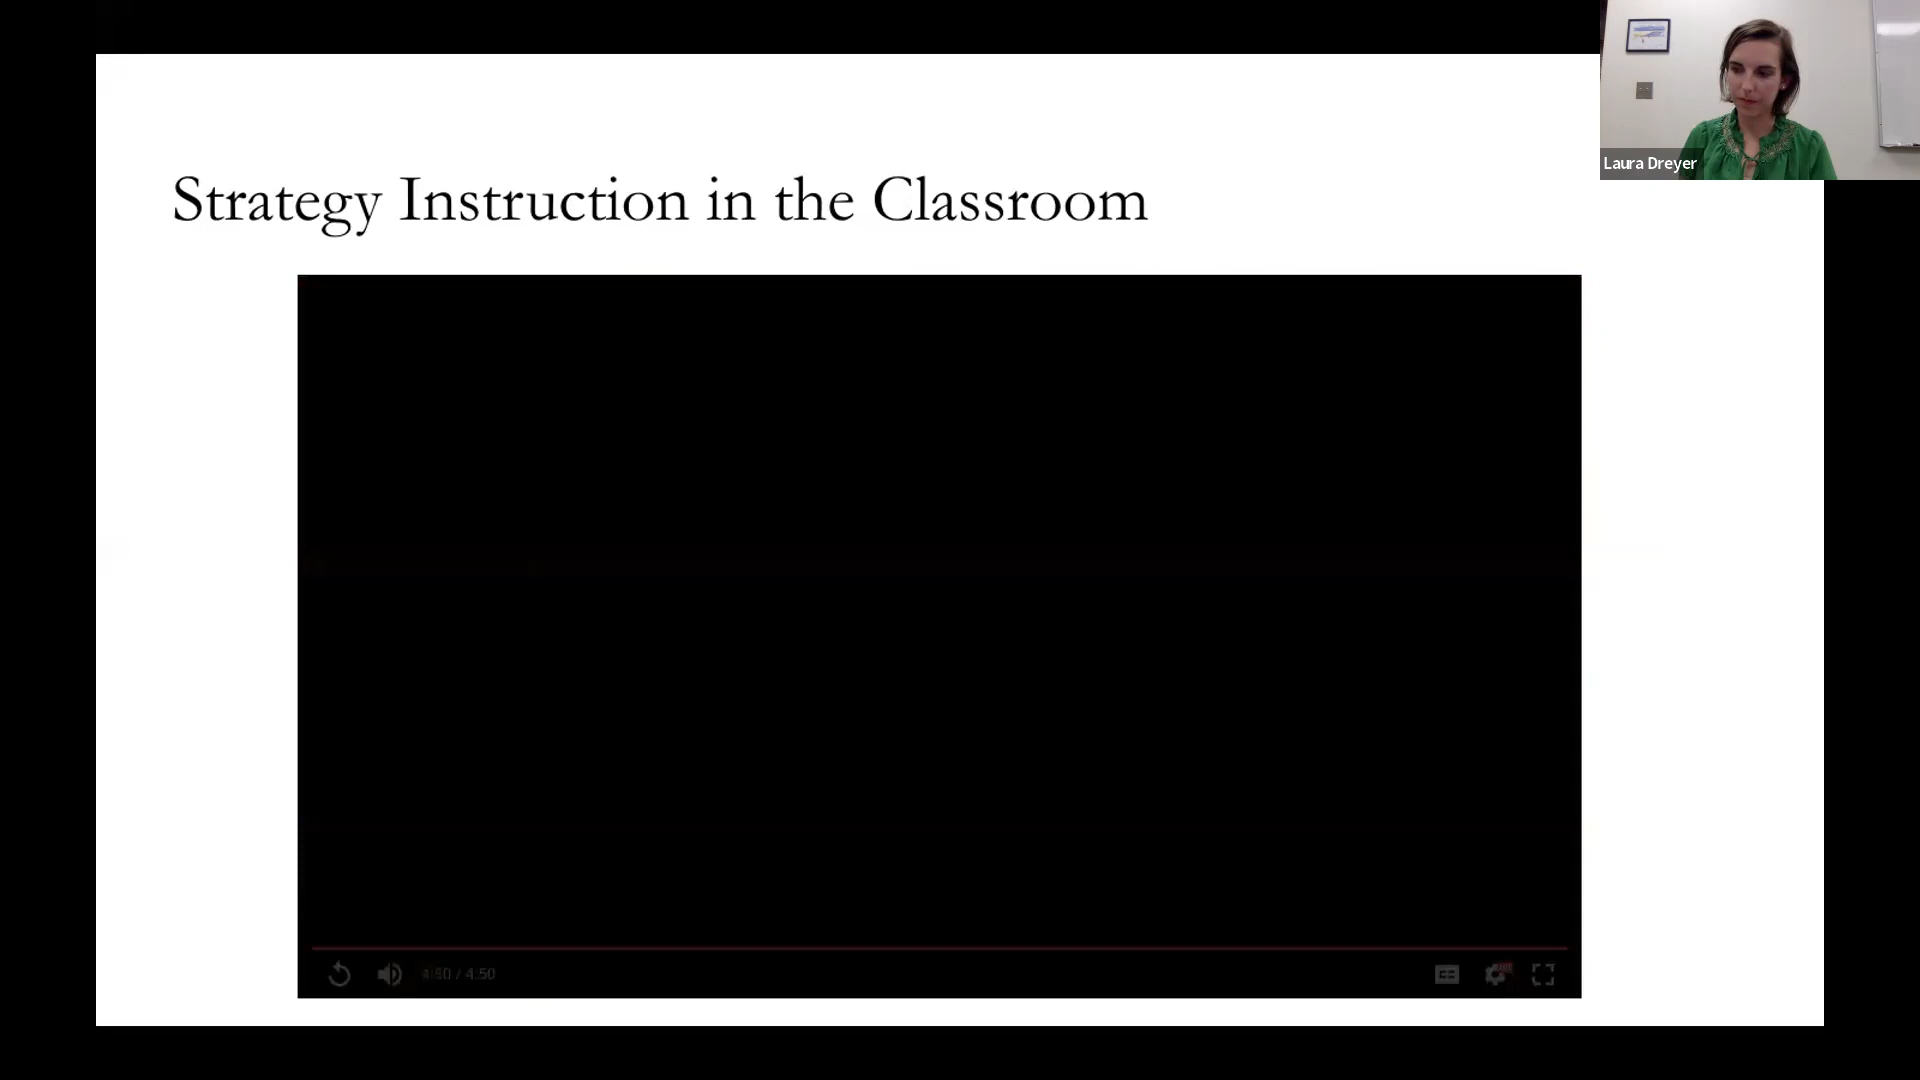 Laura Dreyer
Strategy Instruction in the Classroom
4:50 / 4:50